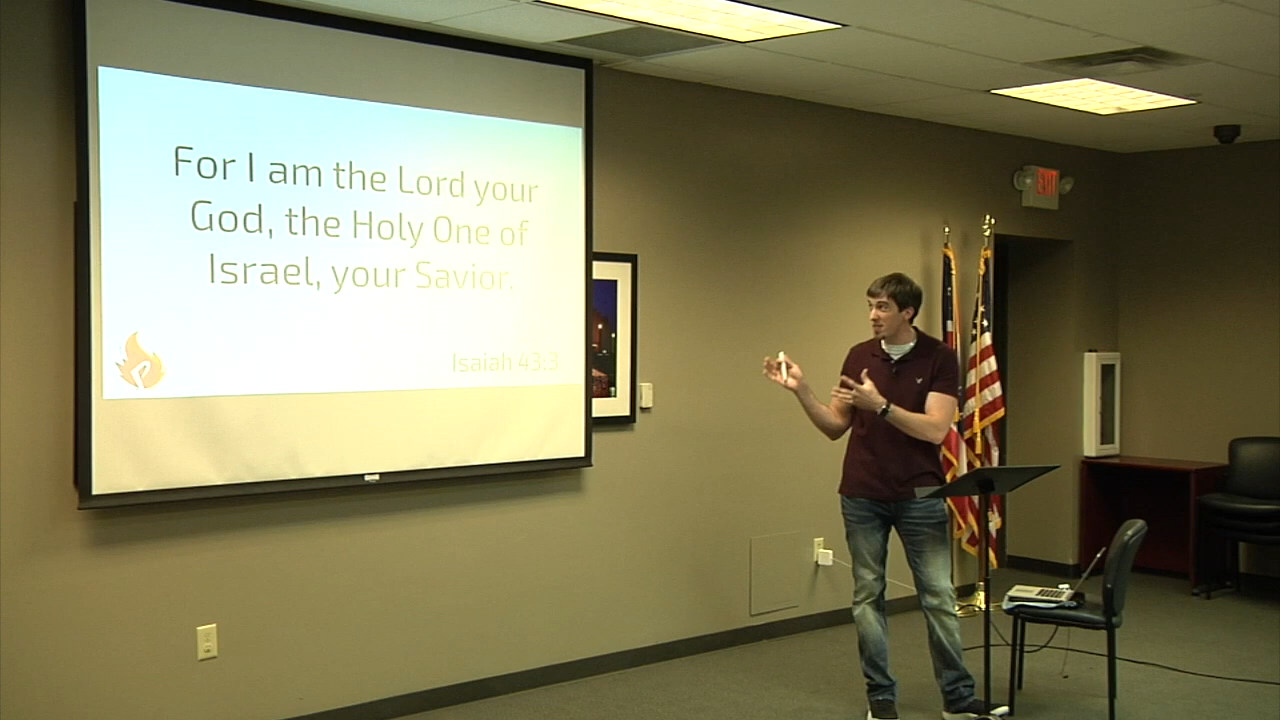 For I am the Lord your
God, the Holy One of
Israel, your Savior.
Isaiah 43:3
EXIT